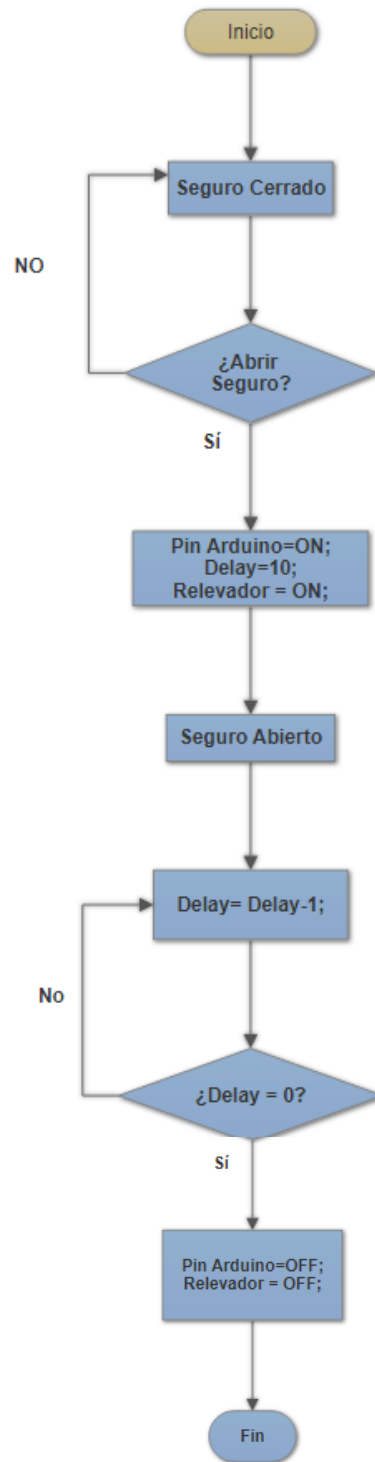 Inicio
Seguro Cerrado
NO
¿Abrir
Seguro?
Sí
Pin Arduino=ON;
Delay=10;
Relevador = ON;
Seguro Abierto
Delay= Delay-1;
No
¿Delay = 0?
Sí
Pin Arduino=OFF;
Relevador = OFF;
Fin